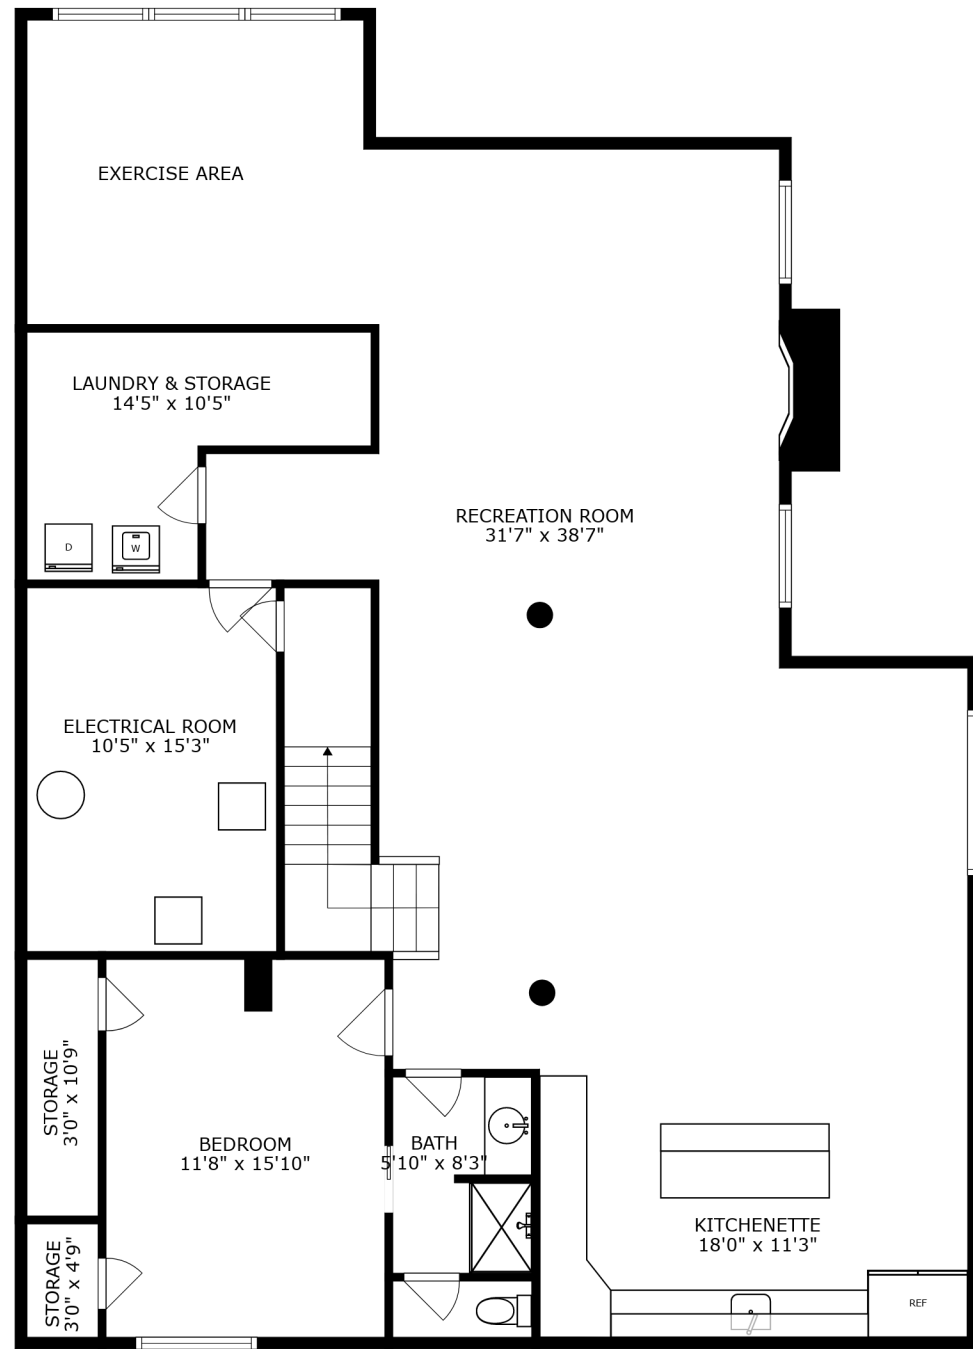 EXERCISE AREA
LAUNDRY & STORAGE
14'5" x 10'5"
D
W
RECREATION ROOM
31'7" x 38'7"
ELECTRICAL ROOM
10'5" x 15'3"
STORAGE
3'0" x 10'9"
BEDROOM
11'8" x 15'10"
BATH
5'10" x 8'3"
KITCHENETTE
18'0" x 11'3"
STORAGE
3'0" x 4'9"
REF